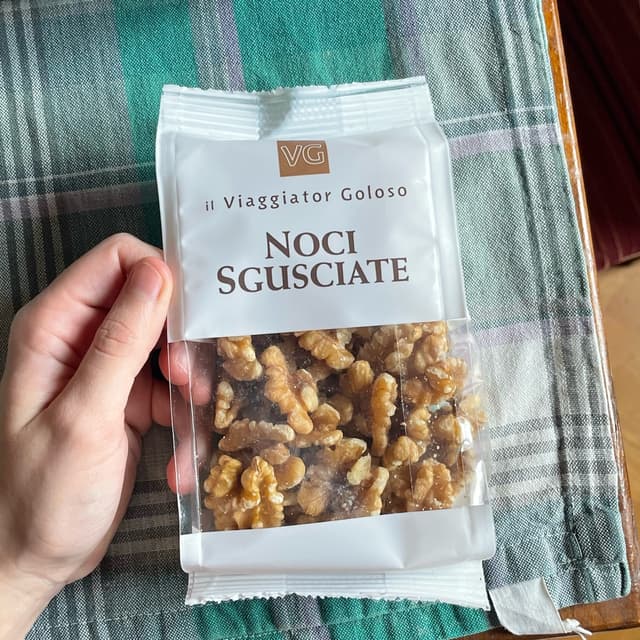 VG
il Viaggiator Goloso
NOCI
SGUSCIATE